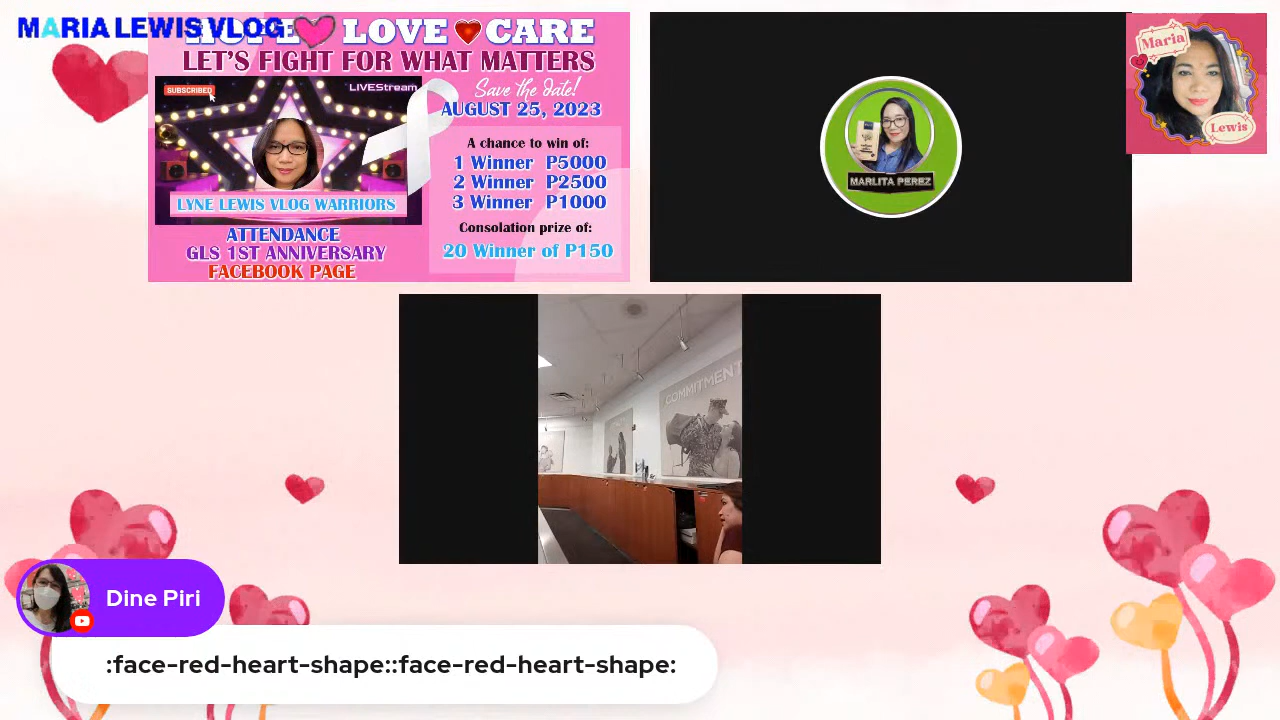 MARIA LEWIS VLOG
LOVE CARE
LET'S FIGHT FOR WHAT MATTERS
SUBSCRIBED
LIVEStream
Save the date!
AUGUST 25, 2023
A chance to win of:
1 Winner P5000
2 Winner P2500
3 Winner P1000
LYNE LEWIS VLOG WARRIORS
Consolation prize of:
20 Winner of P150
ATTENDANCE
GLS 1ST ANNIVERSARY
FACEBOOK PAGE
MARLITA PEREZ
Maria
Lewis
COMMITMENT
Dine Piri
:face-red-heart-shape::face-red-heart-shape: